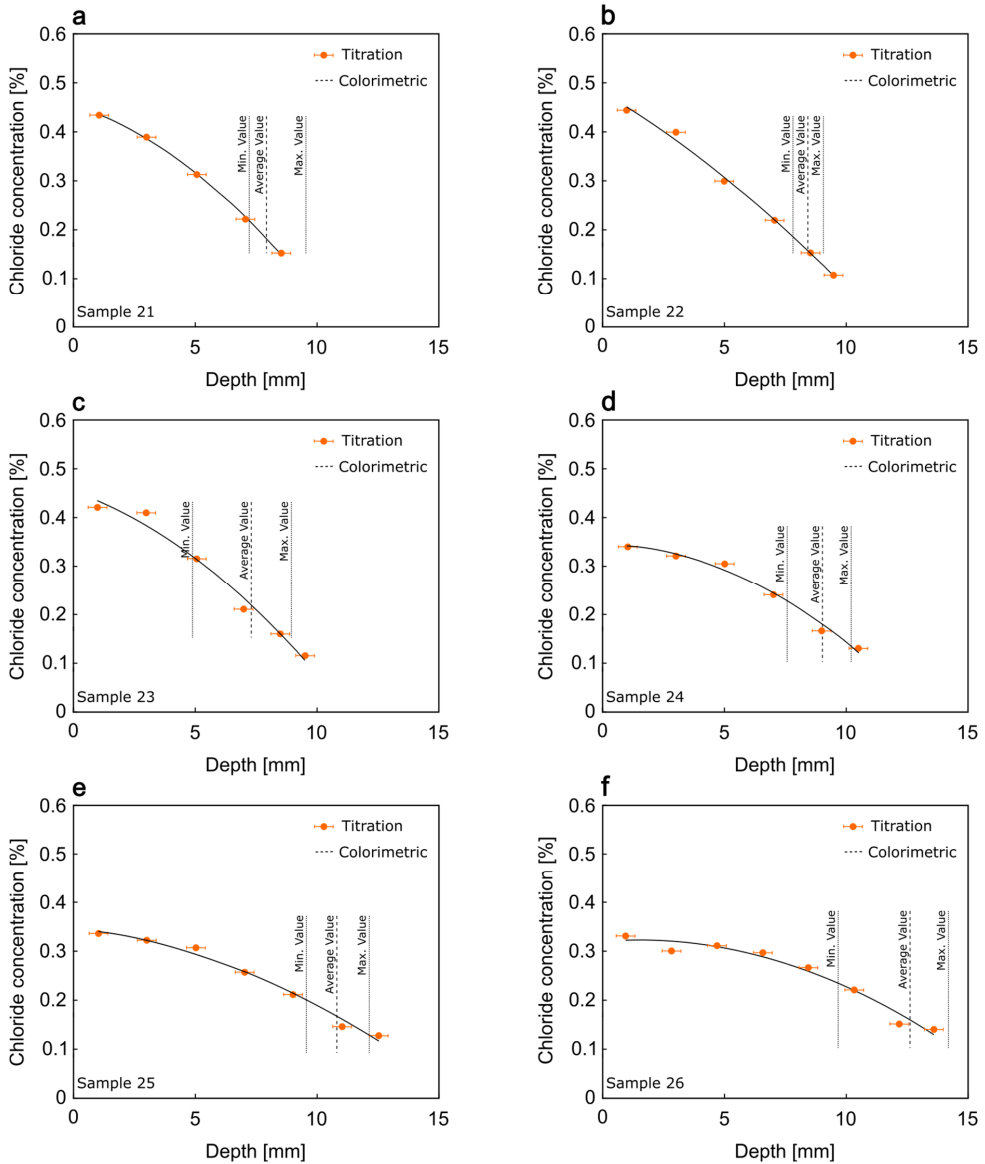 a
Chloride concentration [%]
0.6
0.5
0.4
0.3
0.2
0.1
0
Titration
Colorimetric
Min. Value
Average Value
Max. Value
Sample 21
0 5 10 15
Depth [mm]
b
Chloride concentration [%]
0.6
0.5
0.4
0.3
0.2
0.1
0
Titration
Colorimetric
Min. Value
Average Value
Max. Value
Sample 22
0 5 10 15
Depth [mm]
c
Chloride concentration [%]
0.6
0.5
0.4
0.3
0.2
0.1
0
Titration
Colorimetric
Min. Value
Average Value
Max. Value
Sample 23
0 5 10 15
Depth [mm]
d
Chloride concentration [%]
0.6
0.5
0.4
0.3
0.2
0.1
0
Titration
Colorimetric
Min. Value
Average Value
Max. Value
Sample 24
0 5 10 15
Depth [mm]
e
Chloride concentration [%]
0.6
0.5
0.4
0.3
0.2
0.1
0
Titration
Colorimetric
Min. Value
Average Value
Max. Value
Sample 25
0 5 10 15
Depth [mm]
f
Chloride concentration [%]
0.6
0.5
0.4
0.3
0.2
0.1
0
Titration
Colorimetric
Min. Value
Average Value
Max. Value
Sample 26
0 5 10 15
Depth [mm]